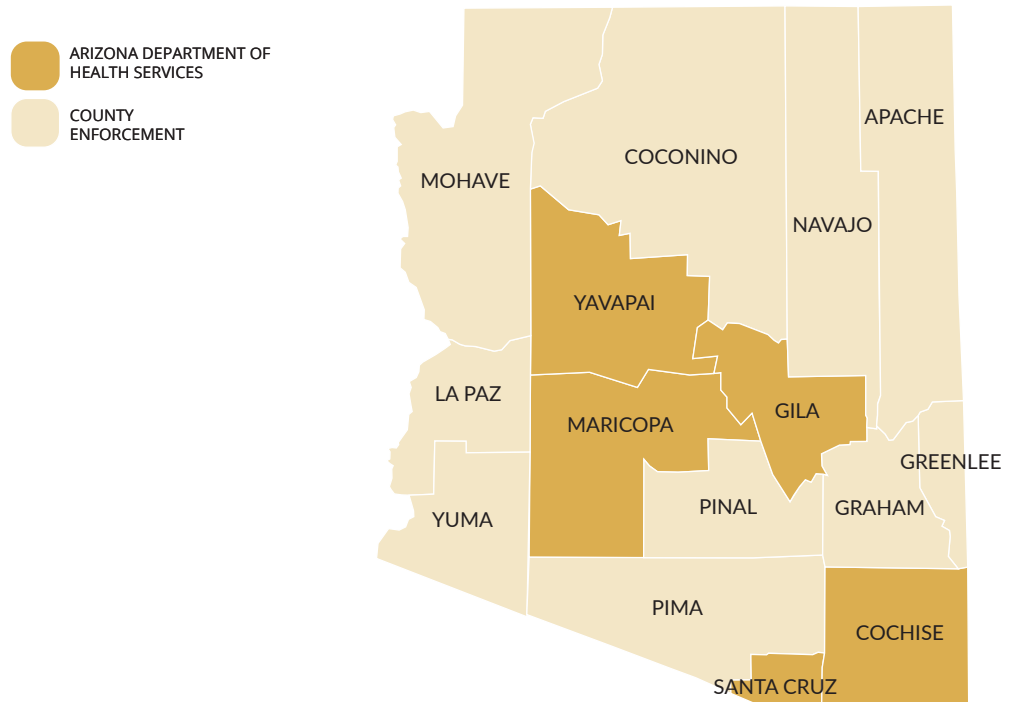 ARIZONA DEPARTMENT OF
HEALTH SERVICES
COUNTY
ENFORCEMENT
APACHE
COCONINO
MOHAVE
NAVAJO
YAVAPAI
LA PAZ
GILA
MARICOPA
GREENLEE
PINAL
GRAHAM
YUMA
PIMA
COCHISE
SANTA CRUZ